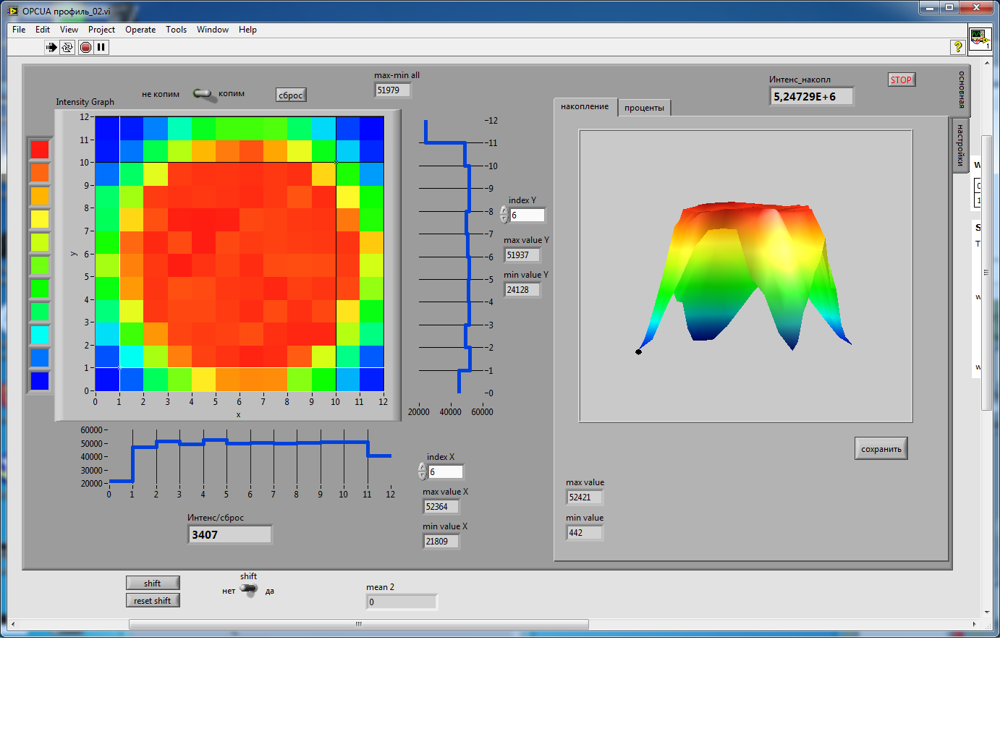 OPCUA профиль_02.vi
File Edit View Project Operate Tools Window Help
1
max-min all
51979
Интенс_накопл
5,24729E+6
STOP
основная
настройки
не копим
копим
сброс
Intensity Graph
накопление
проценты
12
11
10
9
8
7
6
5
4
3
2
1
0
y
0 1 2 3 4 5 6 7 8 9 10 11 12
x
12
11
10
9
8
7
6
5
4
3
2
1
0
20000 40000 60000
index Y
6
max value Y
51937
min value Y
24128
60000
50000
40000
30000
20000
0 1 2 3 4 5 6 7 8 9 10 11 12
index X
6
max value X
52364
min value X
21809
Интенс/сброс
3407
сохранить
max value
52421
min value
442
shift
reset shift
shift
нет
да
mean 2
0